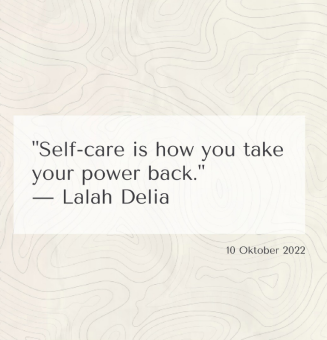 "Self-care is how you take
your power back."
— Lalah Delia
10 Oktober 2022